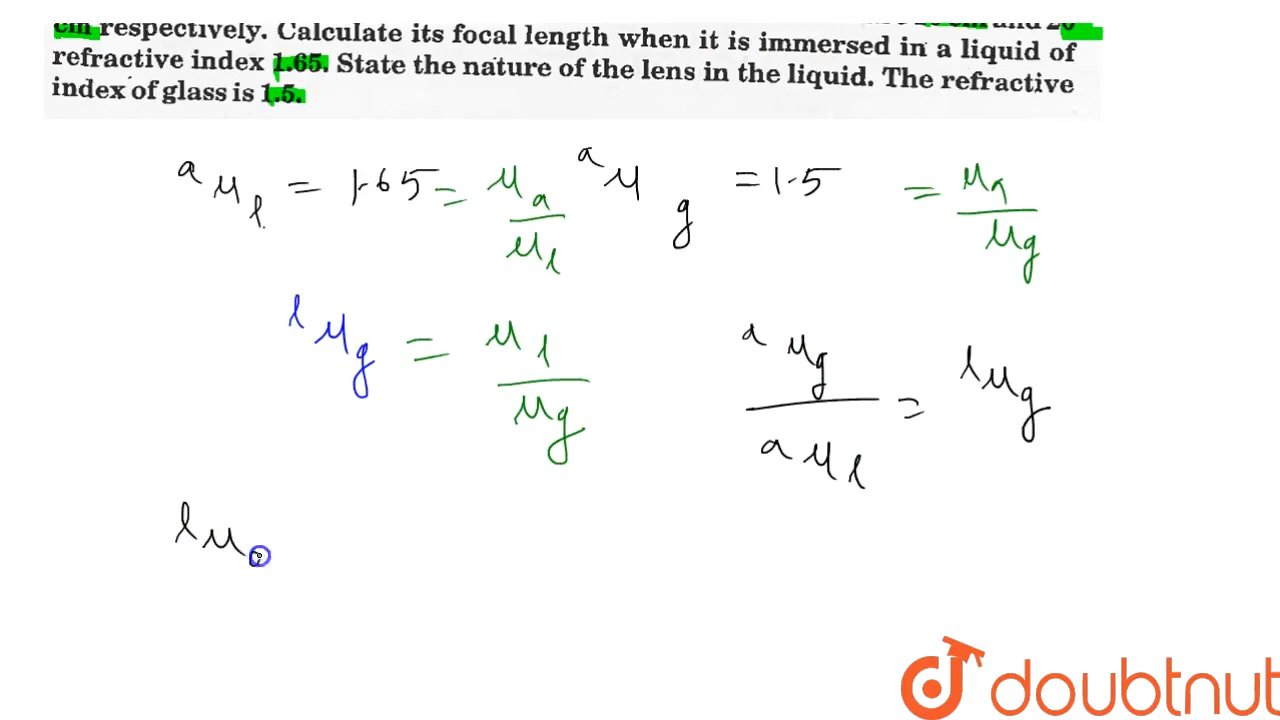 cm respectively. Calculate its focal length when it is immersed in a liquid of
refractive index 1.65. State the nature of the lens in the liquid. The refractive
index of glass is 1.5.
ᵃμₗ = 1.65 = μₐ/μₗ ᵃμg = 1.5 = μₐ/μg
ˡμg = μₗ/μg ᵃμg/ᵃμₗ = ˡμg
ˡμ
doubtnut